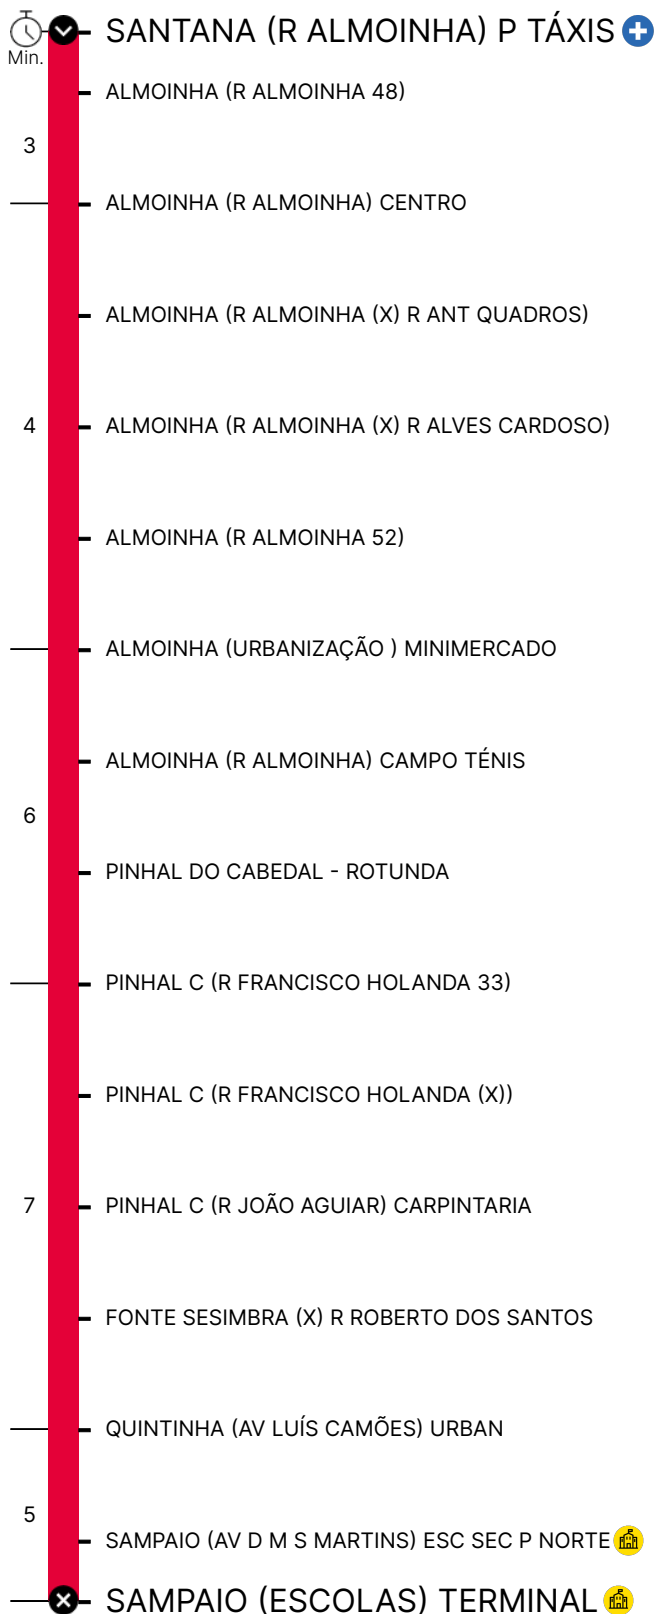 SANTANA (R ALMOINHA) P TÁXIS
Min.
ALMOINHA (R ALMOINHA 48)
3
ALMOINHA (R ALMOINHA) CENTRO
ALMOINHA (R ALMOINHA (X) R ANT QUADROS)
4 ALMOINHA (R ALMOINHA (X) R ALVES CARDOSO)
ALMOINHA (R ALMOINHA 52)
ALMOINHA (URBANIZAÇÃO ) MINIMERCADO
ALMOINHA (R ALMOINHA) CAMPO TÉNIS
6
PINHAL DO CABEDAL - ROTUNDA
PINHAL C (R FRANCISCO HOLANDA 33)
PINHAL C (R FRANCISCO HOLANDA (X))
7 PINHAL C (R JOÃO AGUIAR) CARPINTARIA
FONTE SESIMBRA (X) R ROBERTO DOS SANTOS
QUINTINHA (AV LUÍS CAMÕES) URBAN
5
SAMPAIO (AV D M S MARTINS) ESC SEC P NORTE
SAMPAIO (ESCOLAS) TERMINAL